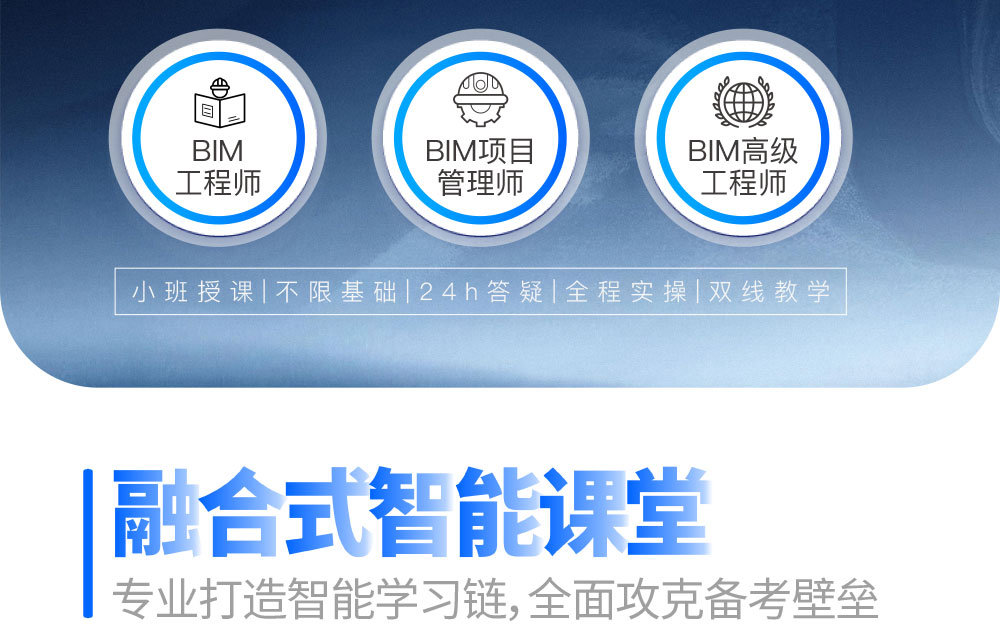 BIM
工程师
BIM项目
管理师
BIM高级
工程师
小班授课|不限基础|24h答疑|全程实操|双线教学
融合式智能课堂
专业打造智能学习链,全面攻克备考壁垒